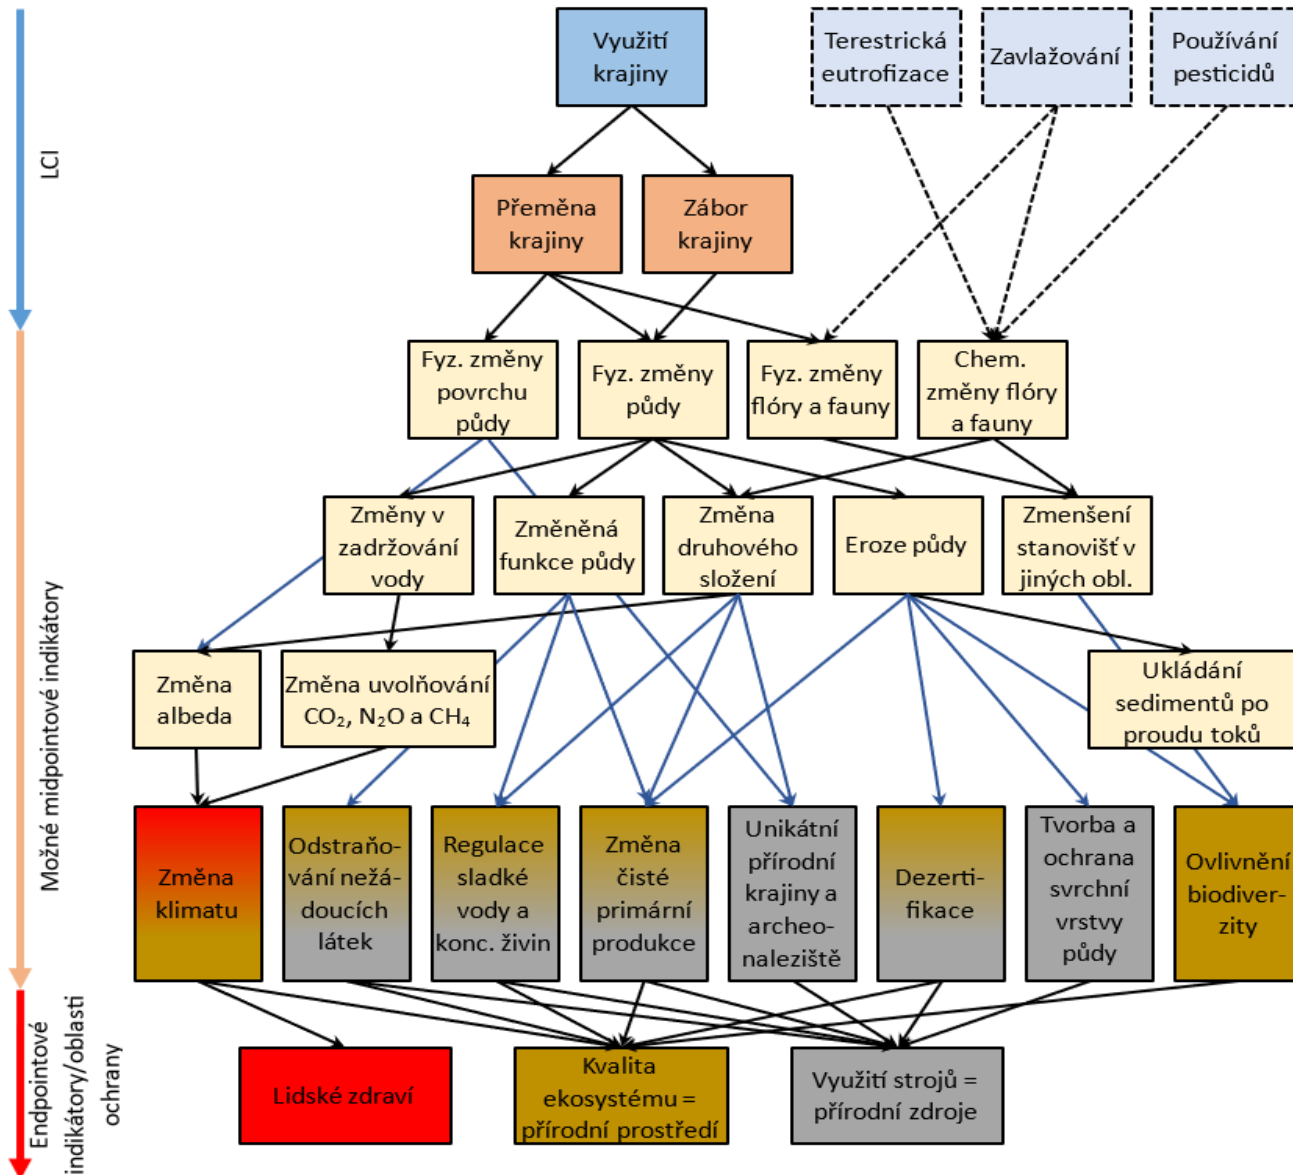 Využití
krajiny
Terestrická
eutrofizace
Zavlažování
Používání
pesticidů
LCI
Přeměna
krajiny
Zábor
krajiny
Fyz. změny
povrchu
půdy
Fyz. změny
půdy
Fyz. změny
flóry a fauny
Chem.
změny flóry
a fauny
Možné midpointové indikátory
Změny v
zadržování
vody
Změněná
funkce půdy
Změna
druhového
složení
Eroze půdy
Zmenšení
stanovišť v
jiných obl.
Změna
albeda
Změna uvolňování
CO₂, N₂O a CH₄
Ukládání
sedimentů po
proudu toků
Změna
klimatu
Odstraňo-
vání nežá-
doucích
látek
Regulace
sladké
vody a
konc. živin
Změna
čisté
primární
produkce
Unikátní
přírodní
krajiny a
archeo-
naleziště
Dezerti-
fikace
Tvorba a
ochrana
svrchní
vrstvy
půdy
Ovlivnění
biodiver-
zity
Endpointové
indikátory/oblasti
ochrany
Lidské zdraví
Kvalita
ekosystému =
přírodní prostředí
Využití strojů =
přírodní zdroje